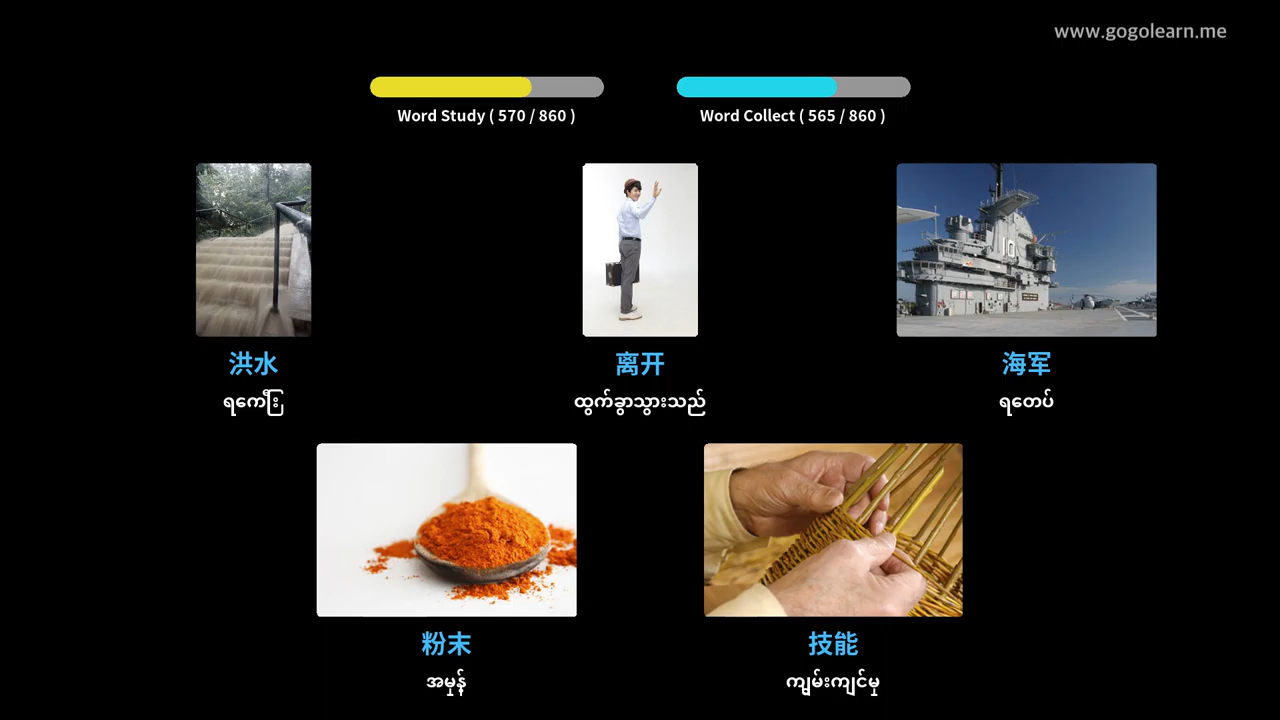 www.gogolearn.me
Word Study ( 570 / 860 ) Word Collect ( 565 / 860 )
洪水 离开 海军
ရေကြီး ထွက်ခွာသွားသည် ရေတပ်
10
粉末 技能
အမှုန့် ကျွမ်းကျင်မှု